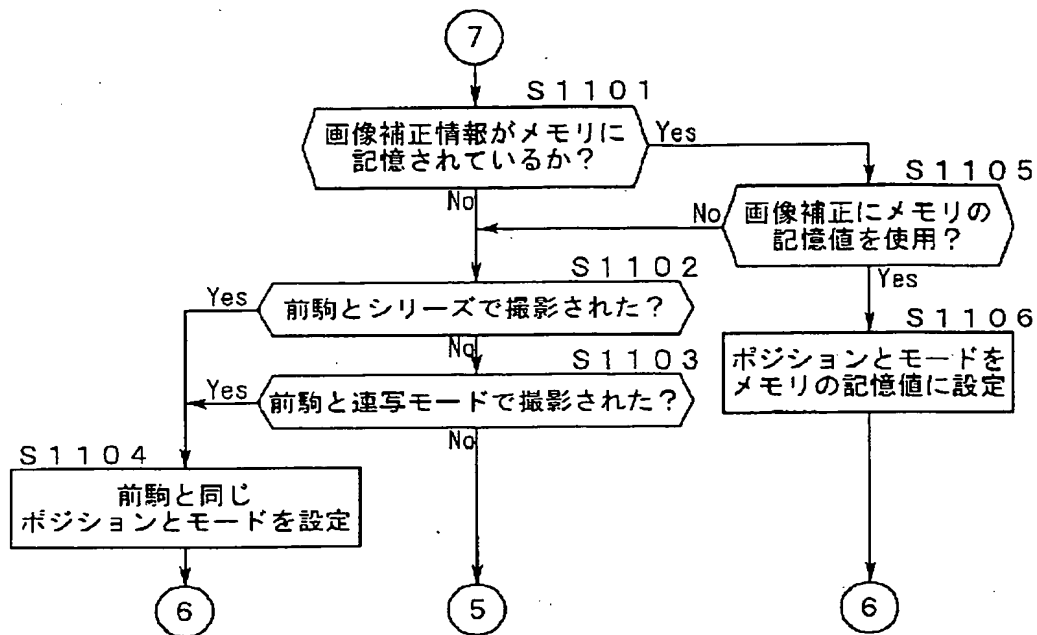 7
S1101
画像補正情報がメモリに
記憶されているか？
Yes
No
S1105
画像補正にメモリの
記憶値を使用？
No
Yes
S1102
前駒とシリーズで撮影された？
Yes
No
S1103
前駒と連写モードで撮影された？
Yes
No
S1106
ポジションとモードを
メモリの記憶値に設定
S1104
前駒と同じ
ポジションとモードを設定
6
5
6